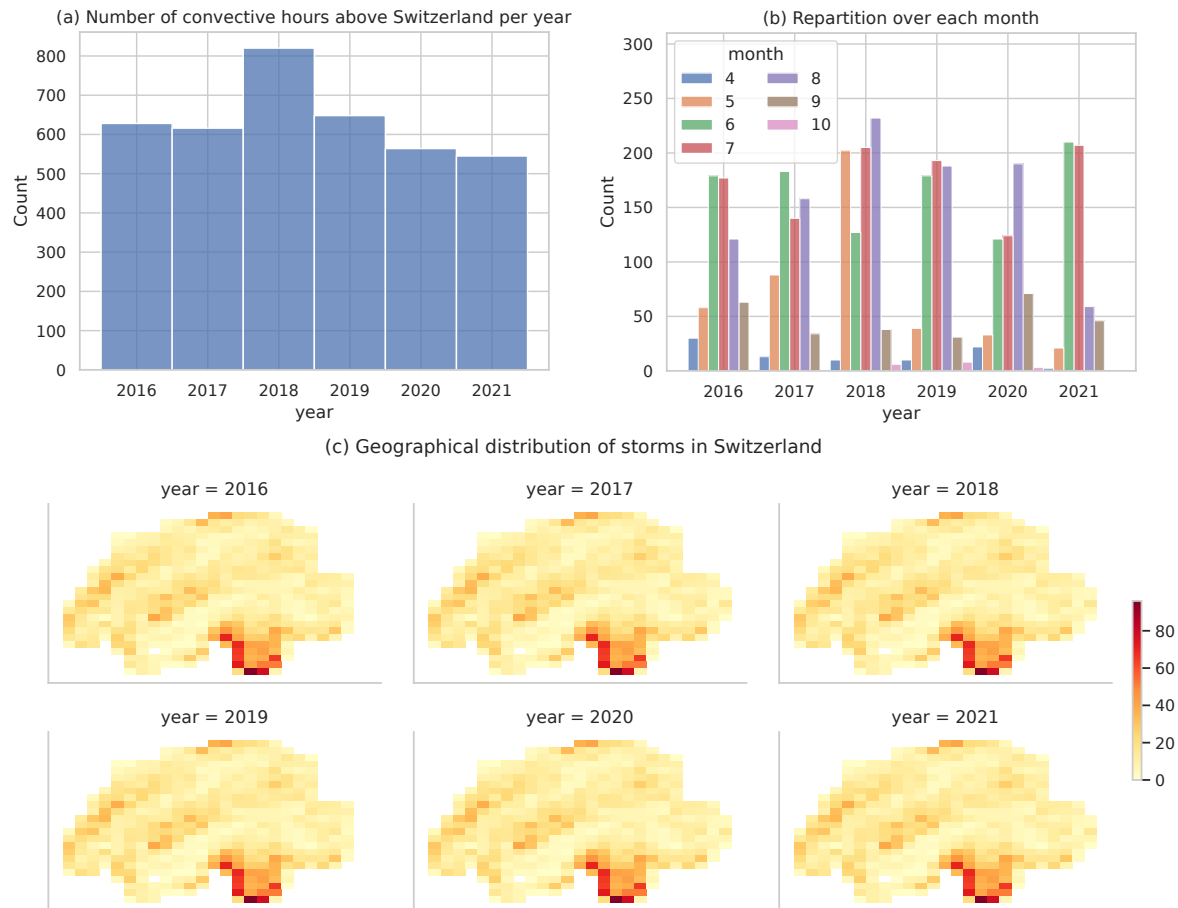 (a) Number of convective hours above Switzerland per year
800
700
600
500
400
300
200
100
0
Count
2016 2017 2018 2019 2020 2021
year
(b) Repartition over each month
300
250
200
150
100
50
0
Count
month
4 8
5 9
6 10
7
2016 2017 2018 2019 2020 2021
year
(c) Geographical distribution of storms in Switzerland
year = 2016 year = 2017 year = 2018
year = 2019 year = 2020 year = 2021
80
60
40
20
0